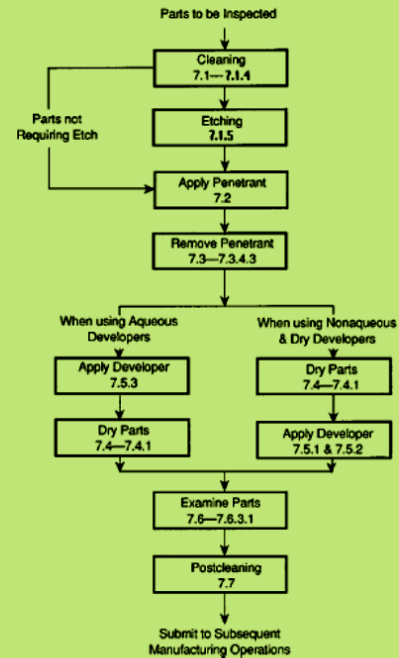 Parts to be Inspected
Cleaning
7.1—7.1.4
Parts not
Requiring Etch
Etching
7.1.5
Apply Penetrant
7.2
Remove Penetrant
7.3—7.3.4.3
When using Aqueous
Developers
Apply Developer
7.5.3
Dry Parts
7.4—7.4.1
When using Nonaqueous
& Dry Developers
Dry Parts
7.4—7.4.1
Apply Developer
7.5.1 & 7.5.2
Examine Parts
7.6—7.6.3.1
Postcleaning
7.7
Submit to Subsequent
Manufacturing Operations